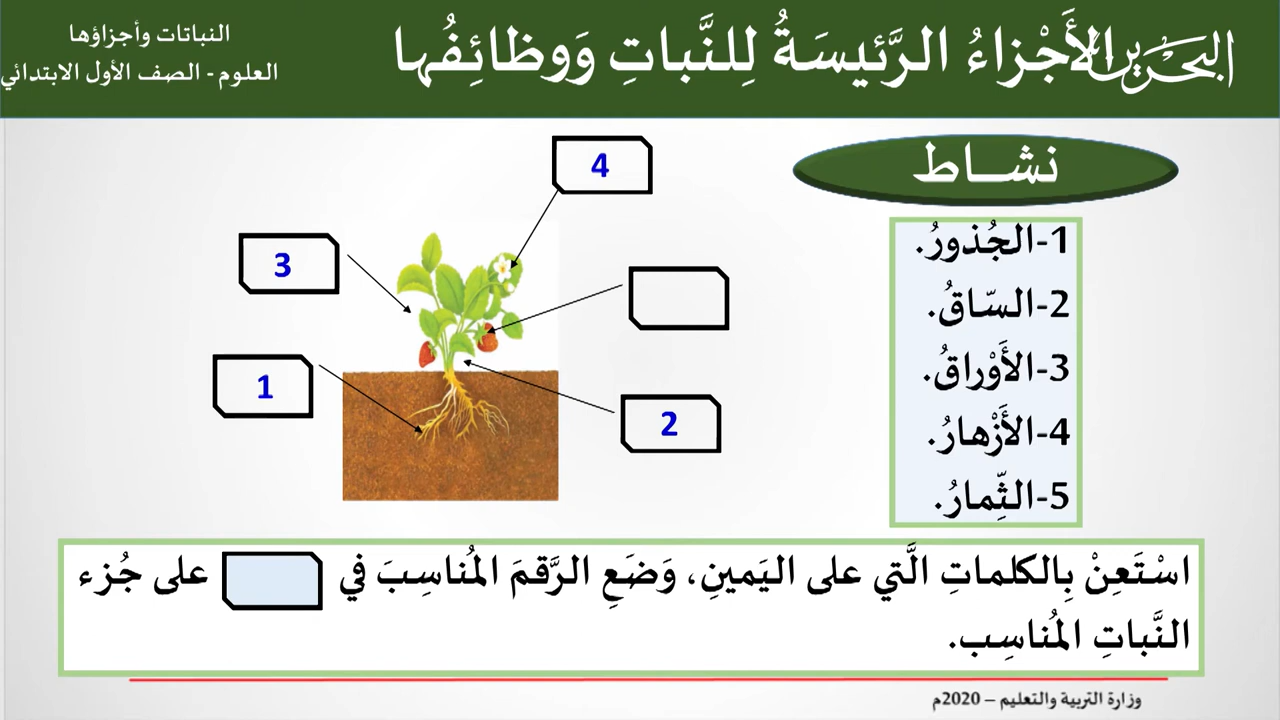 البحرين
الأَجْزاءُ الرَّئيسَةُ لِلنَّباتِ وَوظائِفُها
النباتات وأجزاؤها
العلوم - الصف الأول الابتدائي
نشـــاط
1-الجُذورُ.
2-السّاقُ.
3-الأَوْراقُ.
4-الأَزْهارُ.
5-الثِّمارُ.
4
3
1
2
اسْتَعِنْ بِالكلماتِ الَّتي على اليَمينِ، وَضَعِ الرَّقمَ المُناسِبَ في على جُزء
النَّباتِ المُناسِب.
وزارة التربية والتعليم – 2020م